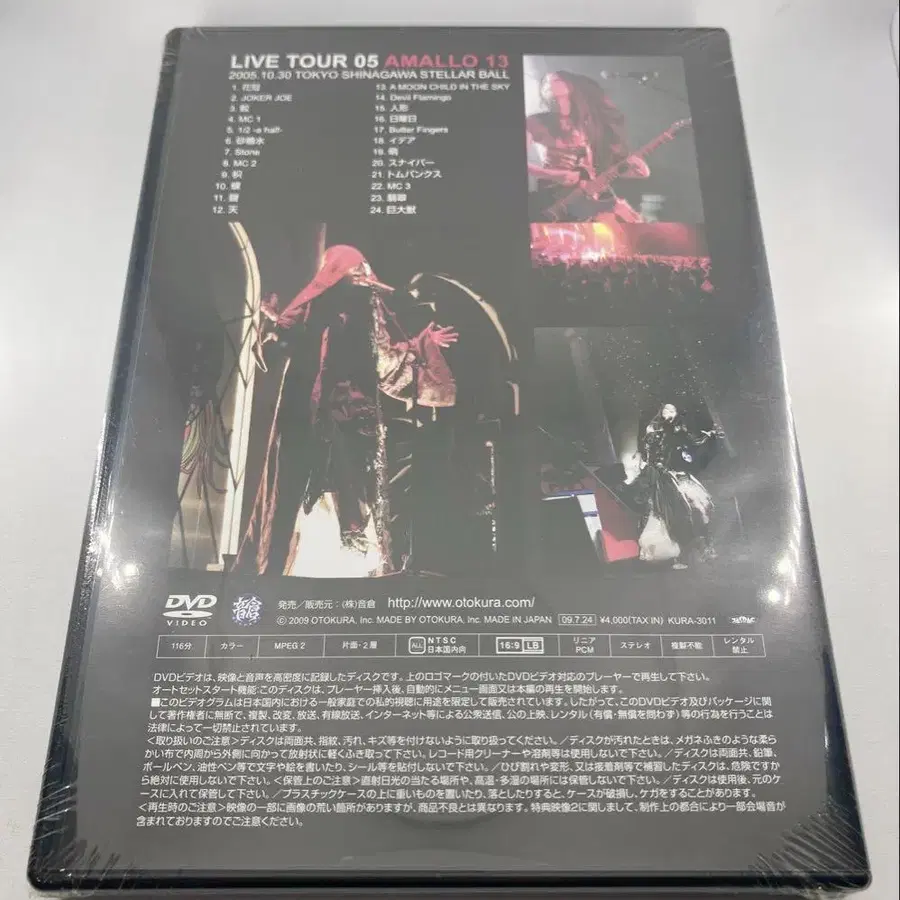 LIVE TOUR 05 AMALLO 13
2005.10.30 TOKYO SHINAGAWA STELLAR BALL
1. 花冠
2. JOKER JOE
3. 鮫
4. MC 1
5. 1/2 -a half-
6. 砂糖水
7. Stone
8. MC 2
9. 枳
10. 蝶
11.
12. 天
13. A MOON CHILD IN THE SKY
14. Devil Flamingo
15. 人形
16. 日曜日
17. Butter Fingers
18. イデア
19.
20. スナイパー
21. トムパンクス
22. MC 3
23. 翡翠
24. 巨大獣
DVD VIDEO
音倉
発売／販売元：(株)音倉 http://www.otokura.com/
© 2009 OTOKURA, Inc. MADE BY OTOKURA, Inc. MADE IN JAPAN 09.7.24 ¥4,000(TAX IN) KURA-3011
116分 カラー MPEG 2 片面・2層 ALL NTSC 日本国内向 16:9 LB リニアPCM ステレオ 複製不能 レンタル禁止
DVDビデオは、映像と音声を高密度に記録したディスクです。上のロゴマークの付いたDVDビデオ対応のプレーヤーで再生して下さい。
オートセットスタート機能：このディスクは、プレーヤー挿入後、自動的にメニュー画面又は本編の再生を開始します。
■このビデオグラムは日本国内における一般家庭での私的視聴に用途を限定して販売されています。したがって、このDVDビデオ及びパッケージに関
して著作権者に無断で、複製、改変、放送、有線放送、インターネット等による公衆送信、公の上映、レンタル（有償・無償を問わず）等の行為を行うことは
法律によって一切禁止されています。
＜取り扱いのご注意＞ディスクは両面共、指紋、汚れ、キズ等を付けないように取り扱ってください。／ディスクが汚れたときは、メガネふきのような柔ら
かい布で内周から外側に向かって放射状に軽くふき取って下さい。レコード用クリーナーや溶剤等は使用しないで下さい。／ディスクは両面共、鉛筆、
ボールペン、油性ペン等で文字や絵を書いたり、シール等を貼付しないで下さい。／ひび割れや変形、又は接着剤等で補修したディスクは、危険ですか
ら絶対に使用しないで下さい。＜保管上のご注意＞直射日光の当たる場所や、高温・多湿の場所には保管しないで下さい。／ディスクは使用後、元のケ
ースに入れて保管して下さい。／プラスチックケースの上に重いものを置いたり、落としたりすると、ケースが破損し、ケガをすることがあります。
＜再生時のご注意＞映像の一部に画像の荒い箇所がありますが、商品不良とは異なります。特典映像2に関しまして、制作上の都合により一部会場音が
含まれておりますのでご注意ください。